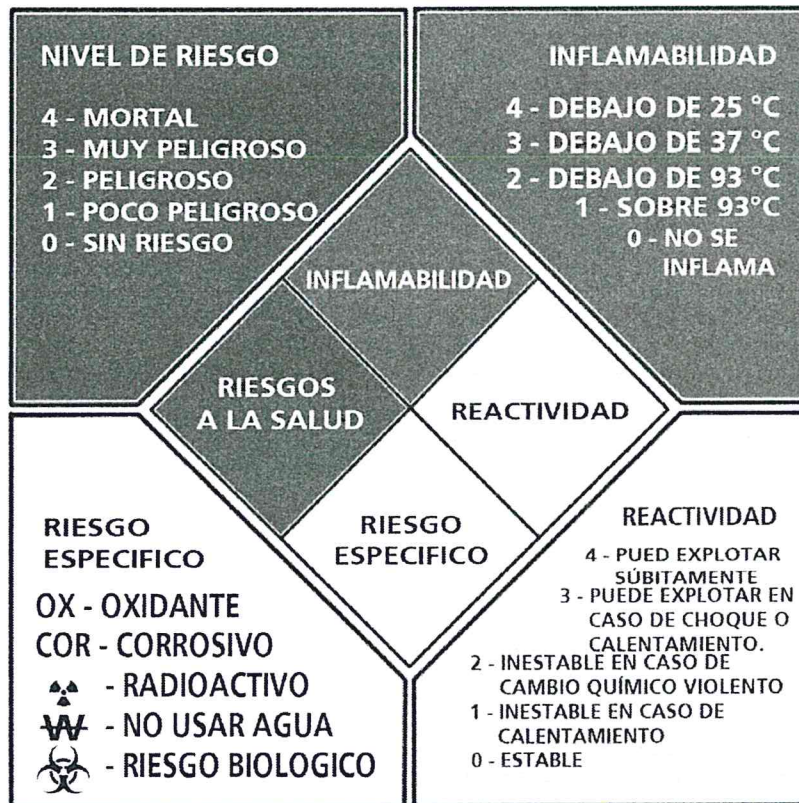 NIVEL DE RIESGO
4 - MORTAL
3 - MUY PELIGROSO
2 - PELIGROSO
1 - POCO PELIGROSO
0 - SIN RIESGO
INFLAMABILIDAD
4 - DEBAJO DE 25 °C
3 - DEBAJO DE 37 °C
2 - DEBAJO DE 93 °C
1 - SOBRE 93°C
0 - NO SE
INFLAMA
INFLAMABILIDAD
RIESGOS
A LA SALUD
REACTIVIDAD
RIESGO
ESPECIFICO
RIESGO
ESPECIFICO
OX - OXIDANTE
COR - CORROSIVO
- RADIOACTIVO
W - NO USAR AGUA
- RIESGO BIOLOGICO
REACTIVIDAD
4 - PUED EXPLOTAR
SÚBITAMENTE
3 - PUEDE EXPLOTAR EN
CASO DE CHOQUE O
CALENTAMIENTO.
2 - INESTABLE EN CASO DE
CAMBIO QUÍMICO VIOLENTO
1 - INESTABLE EN CASO DE
CALENTAMIENTO
0 - ESTABLE